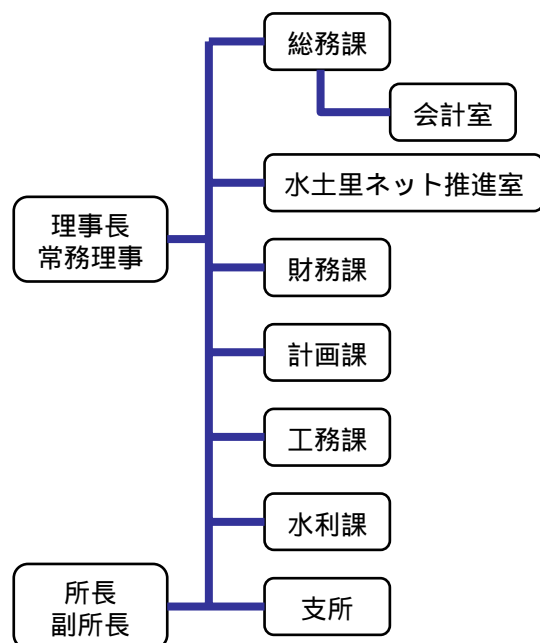 総務課
会計室
水土里ネット推進室
理事長
常務理事
財務課
計画課
工務課
水利課
所長
副所長
支所